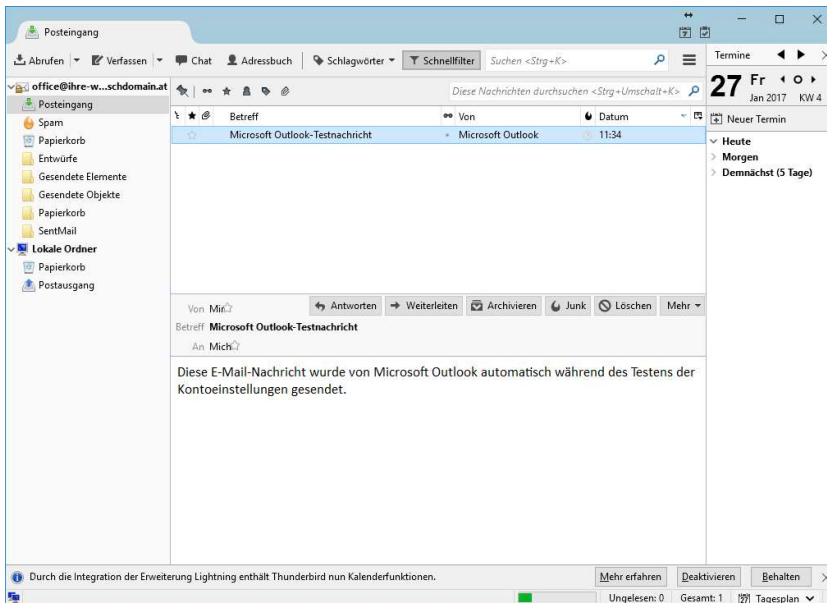 Posteingang
Abrufen Verfassen Chat Adressbuch Schlagwörter Schnellfilter Suchen <Strg+K>
Termine
office@ihre-w...schdomain.at
Posteingang
Spam
Papierkorb
Entwürfe
Gesendete Elemente
Gesendete Objekte
Papierkorb
SentMail
Lokale Ordner
Papierkorb
Postausgang
Diese Nachrichten durchsuchen <Strg+Umschalt+K>
Betreff Von Datum
Microsoft Outlook-Testnachricht Microsoft Outlook 11:34
27 Fr
Jan 2017 KW 4
Neuer Termin
Heute
Morgen
Demnächst (5 Tage)
Von Mir
Antworten Weiterleiten Archivieren Junk Löschen Mehr
Betreff Microsoft Outlook-Testnachricht
An Mich
Diese E-Mail-Nachricht wurde von Microsoft Outlook automatisch während des Testens der
Kontoeinstellungen gesendet.
Durch die Integration der Erweiterung Lightning enthält Thunderbird nun Kalenderfunktionen. Mehr erfahren Deaktivieren Behalten
Ungelesen: 0 Gesamt: 1 Tagesplan